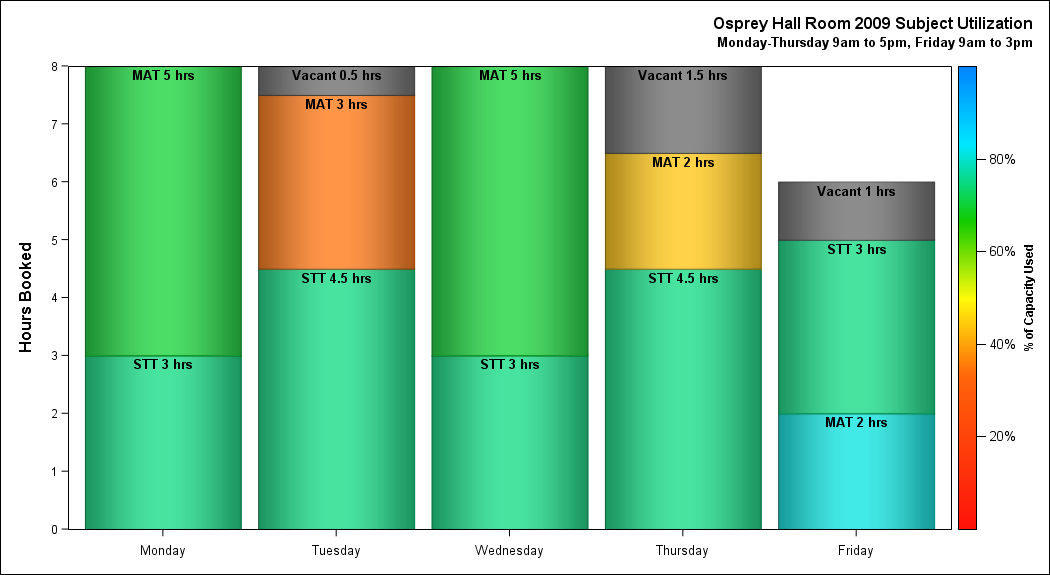 Osprey Hall Room 2009 Subject Utilization
Monday-Thursday 9am to 5pm, Friday 9am to 3pm
Hours Booked
8
7
6
5
4
3
2
1
0
MAT 5 hrs
STT 3 hrs
Vacant 0.5 hrs
MAT 3 hrs
STT 4.5 hrs
MAT 5 hrs
STT 3 hrs
Vacant 1.5 hrs
MAT 2 hrs
STT 4.5 hrs
Vacant 1 hrs
STT 3 hrs
MAT 2 hrs
Monday
Tuesday
Wednesday
Thursday
Friday
80%
60%
40%
20%
% of Capacity Used